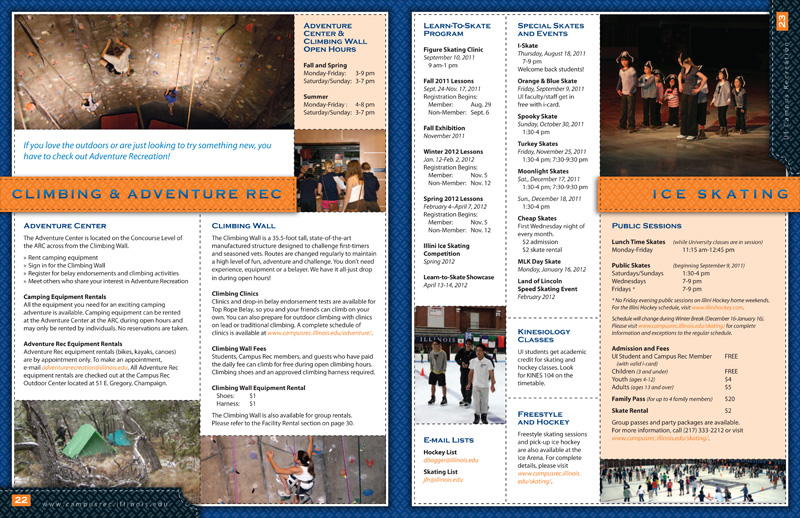 ADVENTURE
CENTER &
CLIMBING WALL
OPEN HOURS
Fall and Spring
Monday-Friday: 3-9 pm
Saturday/Sunday: 3-7 pm
Summer
Monday-Friday : 4-8 pm
Saturday/Sunday: 3-7 pm
If you love the outdoors or are just looking to try something new, you
have to check out Adventure Recreation!
CLIMBING & ADVENTURE REC
ADVENTURE CENTER
The Adventure Center is located on the Concourse Level of
the ARC across from the Climbing Wall.
» Rent camping equipment
» Sign in for the Climbing Wall
» Register for belay endorsements and climbing activities
» Meet others who share your interest in Adventure Recreation
Camping Equipment Rentals
All the equipment you need for an exciting camping
adventure is available. Camping equipment can be rented
at the Adventure Center at the ARC during open hours and
may only be rented by individuals. No reservations are taken.
Adventure Rec Equipment Rentals
Adventure Rec equipment rentals (bikes, kayaks, canoes)
are by appointment only. To make an appointment,
e-mail adventurerecreation@illinois.edu. All Adventure Rec
equipment rentals are checked out at the Campus Rec
Outdoor Center located at 51 E. Gregory, Champaign.
CLIMBING WALL
The Climbing Wall is a 35.5-foot tall, state-of-the-art
manufactured structure designed to challenge first-timers
and seasoned vets. Routes are changed regularly to maintain
a high level of fun, adventure and challenge. You don't need
experience, equipment or a belayer. We have it all-just drop
in during open hours!
Climbing Clinics
Clinics and drop-in belay endorsement tests are available for
Top Rope Belay, so you and your friends can climb on your
own. You can also prepare for outdoor climbing with clinics
on lead or traditional climbing. A complete schedule of
clinics is available at www.campusrec.illinois.edu/adventure/.
Climbing Wall Fees
Students, Campus Rec members, and guests who have paid
the daily fee can climb for free during open climbing hours.
Climbing shoes and an approved climbing harness required.
Climbing Wall Equipment Rental
Shoes: $1
Harness: $1
The Climbing Wall is also available for group rentals.
Please refer to the Facility Rental section on page 30.
22
www.campusrec.illinois.edu
LEARN-TO-SKATE
PROGRAM
Figure Skating Clinic
September 10, 2011
9 am-1 pm
Fall 2011 Lessons
Sept. 24-Nov. 17, 2011
Registration Begins:
Member: Aug. 29
Non-Member: Sept. 6
Fall Exhibition
November 2011
Winter 2012 Lessons
Jan. 12-Feb. 2, 2012
Registration Begins:
Member: Nov. 5
Non-Member: Nov. 12
Spring 2012 Lessons
February 4–April 7, 2012
Registration Begins:
Member: Nov. 5
Non-Member: Nov. 12
Illini Ice Skating
Competition
Spring 2012
Learn-to-Skate Showcase
April 13-14, 2012
ILLINOIS
E-MAIL LISTS
Hockey List
dbagger@illinois.edu
Skating List
jfr@illinois.edu
SPECIAL SKATES
AND EVENTS
I-Skate
Thursday, August 18, 2011
7-9 pm
Welcome back students!
Orange & Blue Skate
Friday, September 9, 2011
UI faculty/staff get in
free with i-card.
Spooky Skate
Sunday, October 30, 2011
1:30-4 pm
Turkey Skates
Friday, November 25, 2011
1:30-4 pm; 7:30-9:30 pm
Moonlight Skates
Sat., December 17, 2011
1:30-4 pm; 7:30-9:30 pm
Sun., December 18, 2011
1:30-4 pm
Cheap Skates
First Wednesday night of
every month.
$2 admission
$2 skate rental
MLK Day Skate
Monday, January 16, 2012
Land of Lincoln
Speed Skating Event
February 2012
KINESIOLOGY
CLASSES
UI students get academic
credit for skating and
hockey classes. Look
for KINES 104 on the
timetable.
FREESTYLE
AND HOCKEY
Freestyle skating sessions
and pick-up ice hockey
are also available at the
Ice Arena. For complete
details, please visit
www.campusrec.illinois.
edu/skating/.
23
ICE SKATING
PUBLIC SESSIONS
Lunch Time Skates (while University classes are in session)
Monday-Friday 11:15 am-12:45 pm
Public Skates (beginning September 9, 2011)
Saturdays/Sundays 1:30-4 pm
Wednesdays 7-9 pm
Fridays * 7-9 pm
* No Friday evening public sessions on Illini Hockey home weekends.
For the Illini Hockey schedule, visit www.illinihockey.com.
Schedule will change during Winter Break (December 16-January 16).
Please visit www.campusrec.illinois.edu/skating/ for complete
information and exceptions to the regular schedule.
Admission and Fees
UI Student and Campus Rec Member FREE
(with valid I-card)
Children (3 and under) FREE
Youth (ages 4-12) $4
Adults (ages 13 and over) $5
Family Pass (for up to 4 family members) $20
Skate Rental $2
Group passes and party packages are available.
For more information, call (217) 333-2212 or visit
www.campusrec.illinois.edu/skating/.